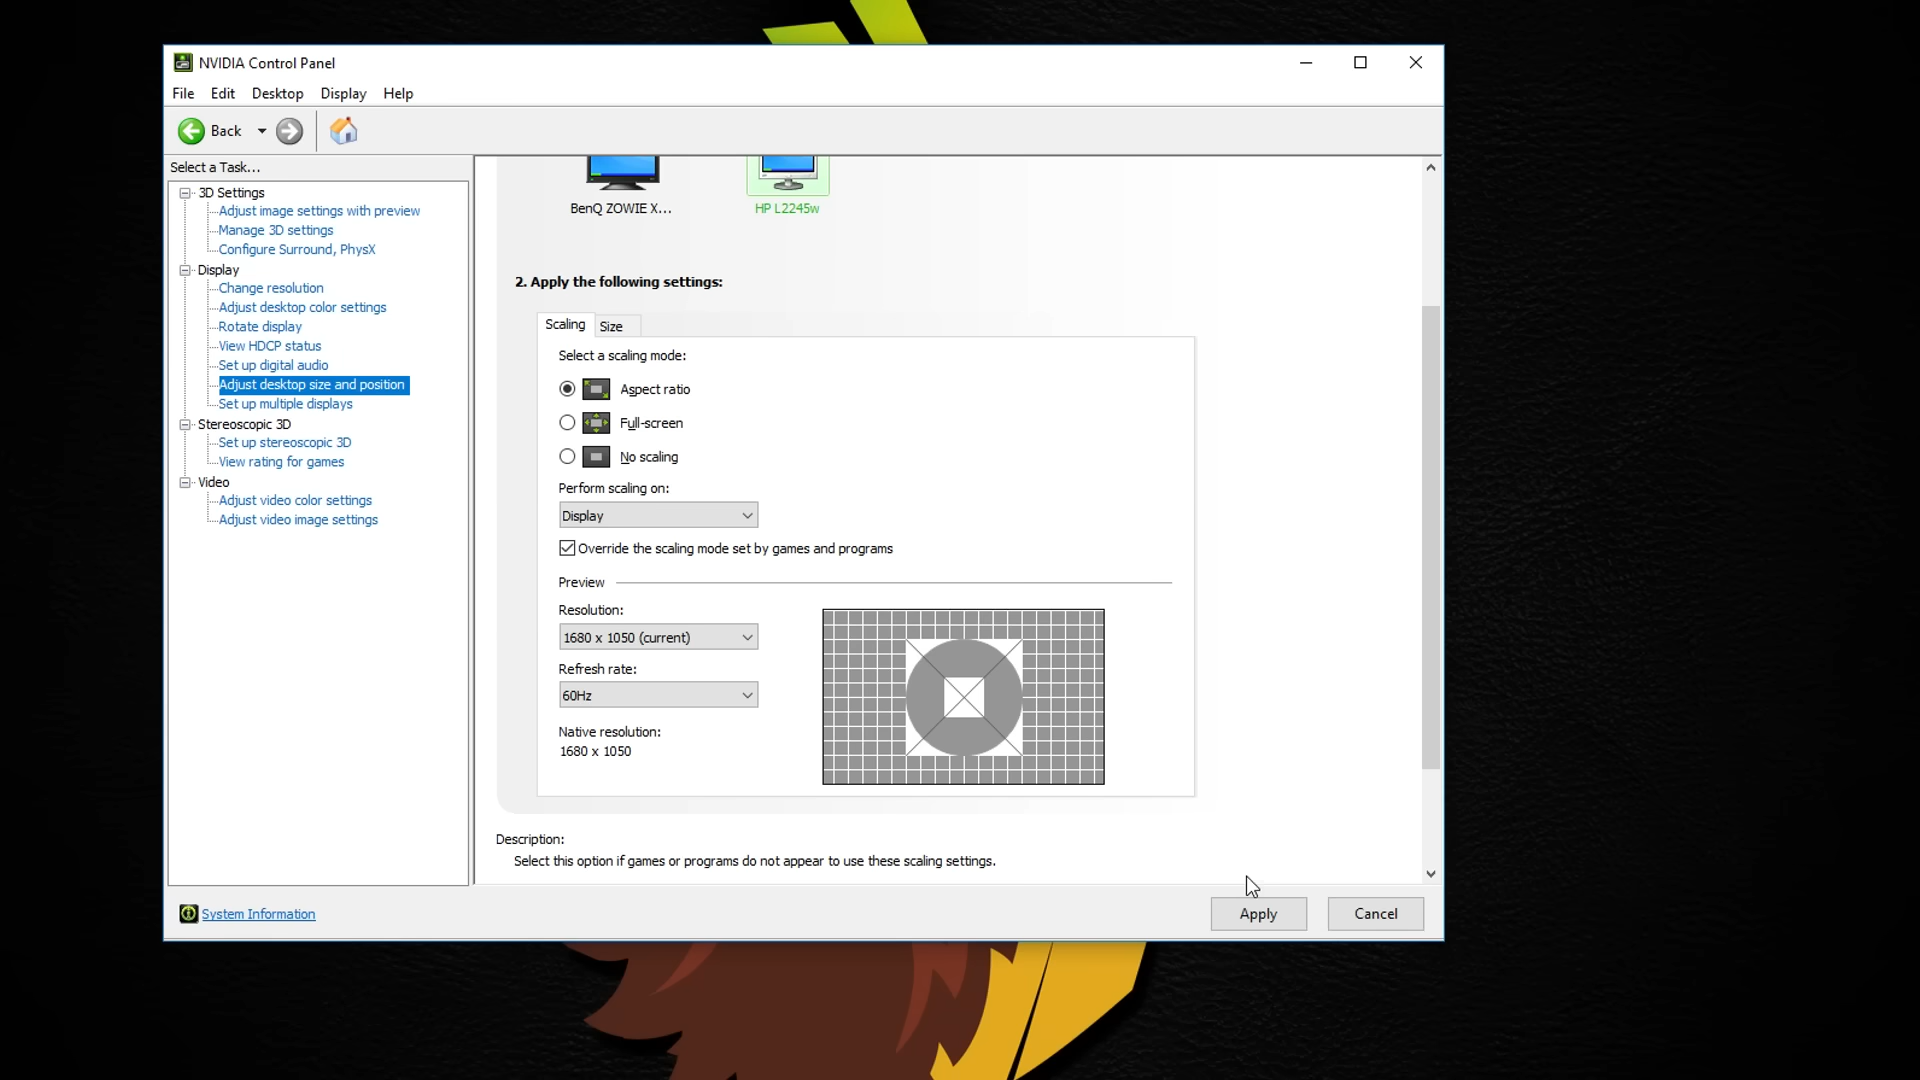 NVIDIA Control Panel
File Edit Desktop Display Help
Back
Select a Task...
3D Settings
Adjust image settings with preview
Manage 3D settings
Configure Surround, PhysX
Display
Change resolution
Adjust desktop color settings
Rotate display
View HDCP status
Set up digital audio
Adjust desktop size and position
Set up multiple displays
Stereoscopic 3D
Set up stereoscopic 3D
View rating for games
Video
Adjust video color settings
Adjust video image settings
System Information
BenQ ZOWIE X... HP L2245w
2. Apply the following settings:
Scaling Size
Select a scaling mode:
Aspect ratio
Full-screen
No scaling
Perform scaling on:
Display
Override the scaling mode set by games and programs
Preview
Resolution:
1680 x 1050 (current)
Refresh rate:
60Hz
Native resolution:
1680 x 1050
Description:
Select this option if games or programs do not appear to use these scaling settings.
Apply Cancel